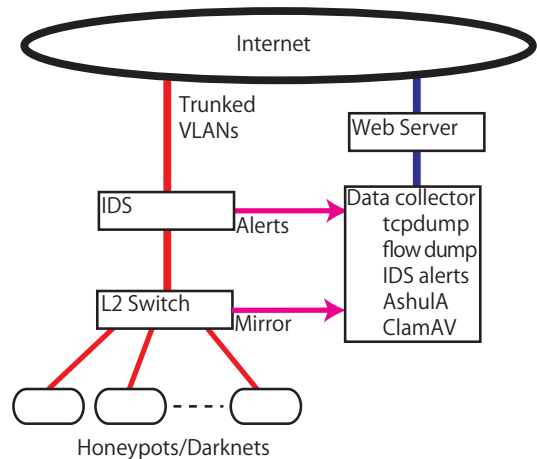 Internet
Trunked
VLANs
Web Server
IDS
Alerts
Data collector
tcpdump
flow dump
IDS alerts
AshulA
ClamAV
L2 Switch
Mirror
Honeypots/Darknets